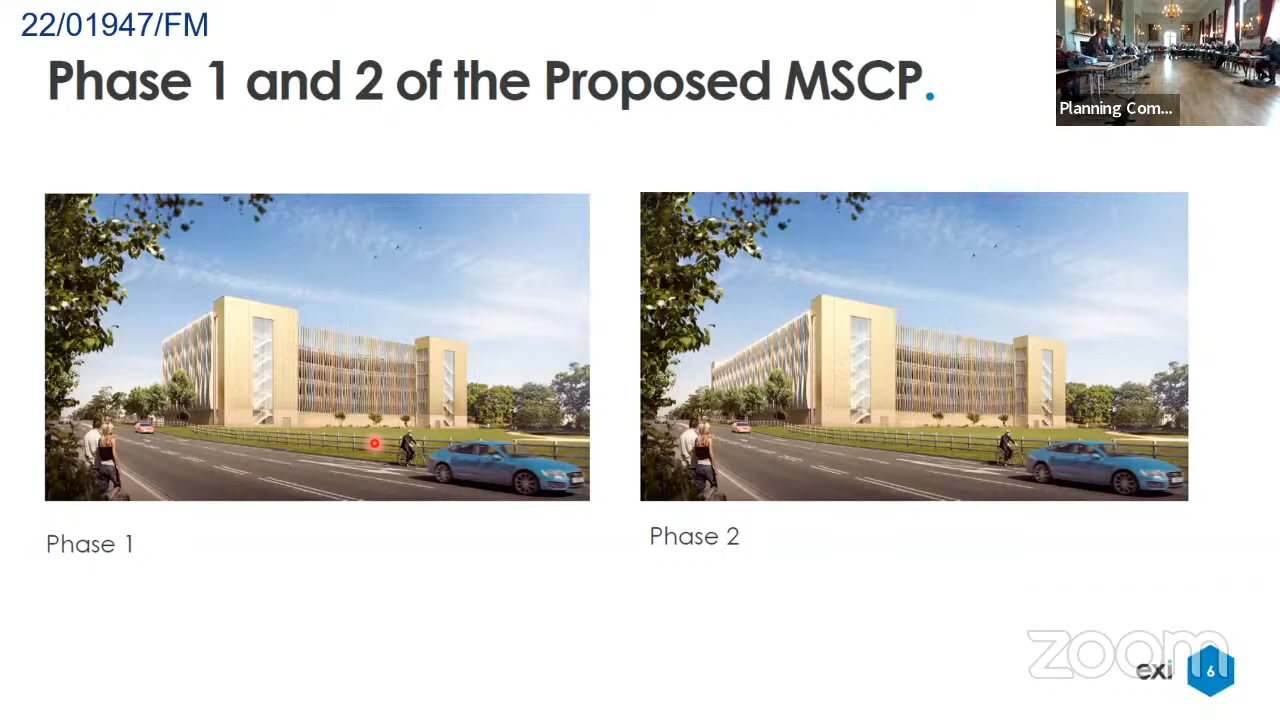 22/01947/FM
Phase 1 and 2 of the Proposed MSCP.
Planning Com...
Phase 1
Phase 2
zoom
exi
6